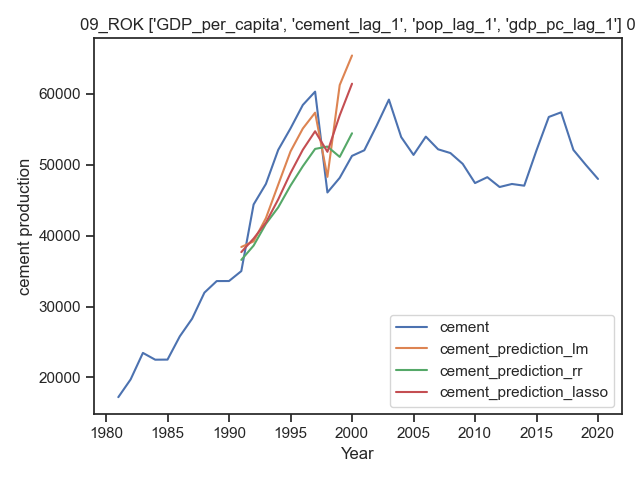 09_ROK ['GDP_per_capita', 'cement_lag_1', 'pop_lag_1', 'gdp_pc_lag_1'] 0
60000
50000
40000
30000
20000
cement production
cement
cement_prediction_lm
cement_prediction_rr
cement_prediction_lasso
1980 1985 1990 1995 2000 2005 2010 2015 2020
Year